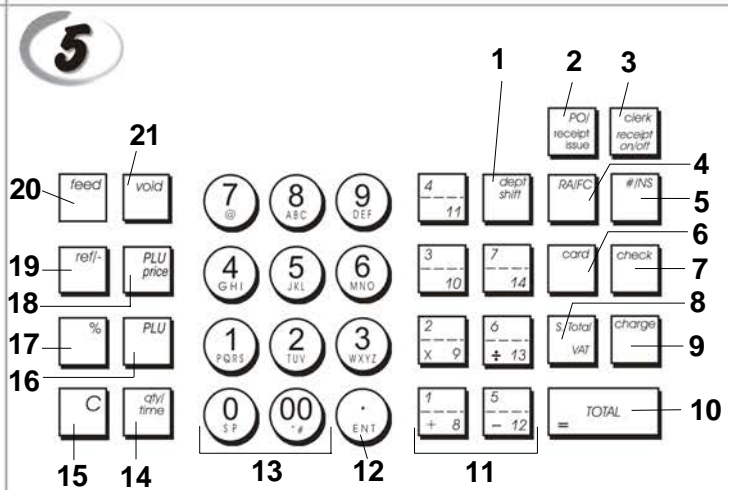 5
1
2
3
PO/
receipt
issue
clerk
receipt
on/off
21
20
feed
void
7
@
8
ABC
9
DEF
4
11
dept
shift
RA/FC
#/NS
4
5
19
ref/-
PLU
price
18
4
GHI
5
JKL
6
MNO
3
10
7
14
card
check
6
7
8
17
%
PLU
16
1
PQRS
2
TUV
3
WXYZ
2
x 9
6
÷ 13
S.Total
VAT
charge
9
C
qty/
time
0
SP
00
"#
.
ENT
1
+ 8
5
- 12
TOTAL
=
10
15
14
13
12
11